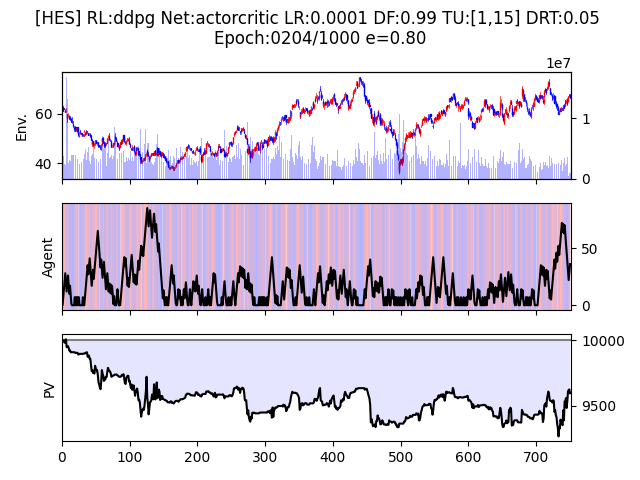 [HES] RL:ddpg Net:actorcritic LR:0.0001 DF:0.99 TU:[1,15] DRT:0.05
Epoch:0204/1000 e=0.80
1e7
Env.
60
40
1
0
Agent
50
0
PV
10000
9500
0 100 200 300 400 500 600 700